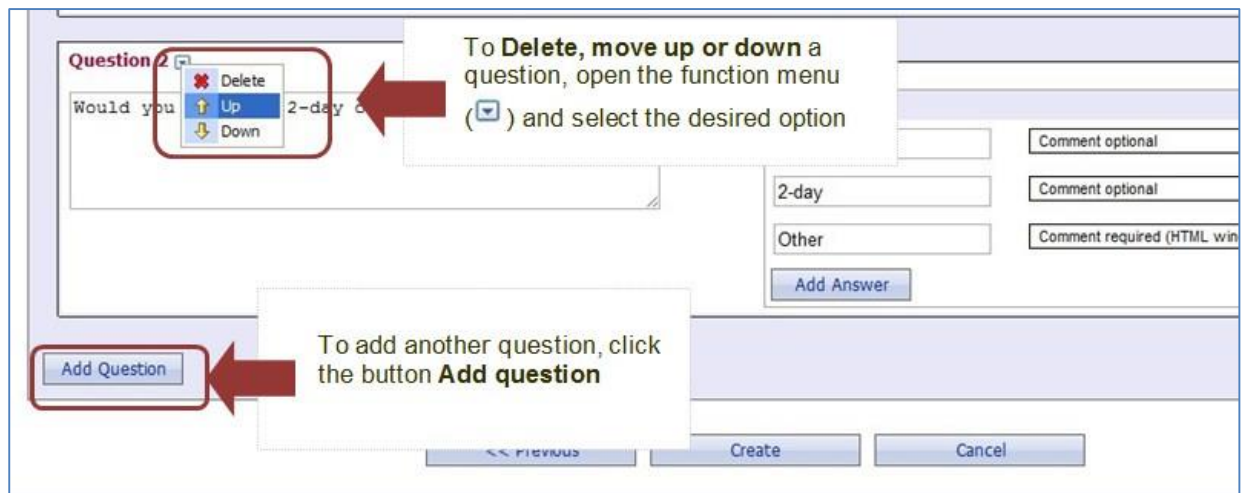 Question 2
Delete
Up
Down
Would you 2-day
To Delete, move up or down a
question, open the function menu
( ) and select the desired option
Comment optional
2-day
Comment optional
Other
Comment required (HTML
Add Answer
To add another question, click
the button Add question
Add Question
<< Previous
Create
Cancel